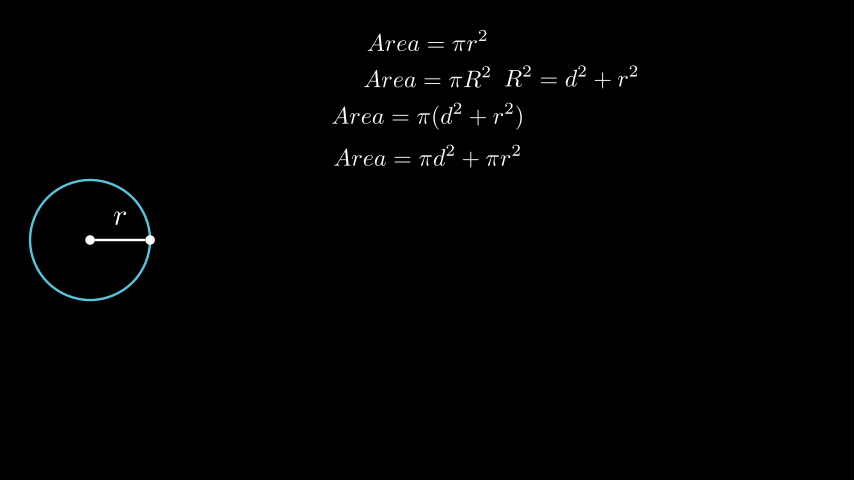 Area = πr²
Area = πR² R² = d² + r²
Area = π(d² + r²)
Area = πd² + πr²
r